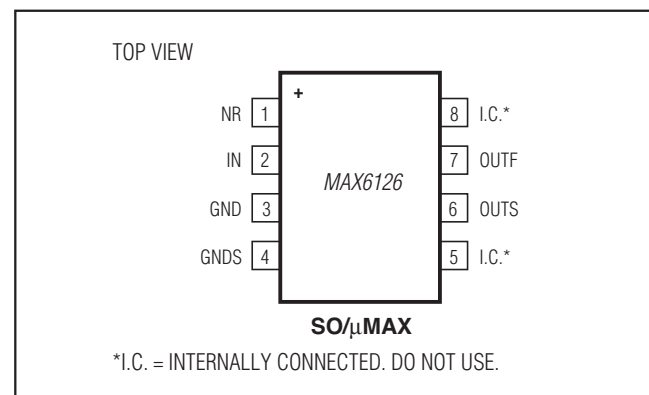 TOP VIEW
+
NR 1 8 I.C.*
IN 2 7 OUTF
MAX6126
GND 3 6 OUTS
GNDS 4 5 I.C.*
SO/µMAX
*I.C. = INTERNALLY CONNECTED. DO NOT USE.